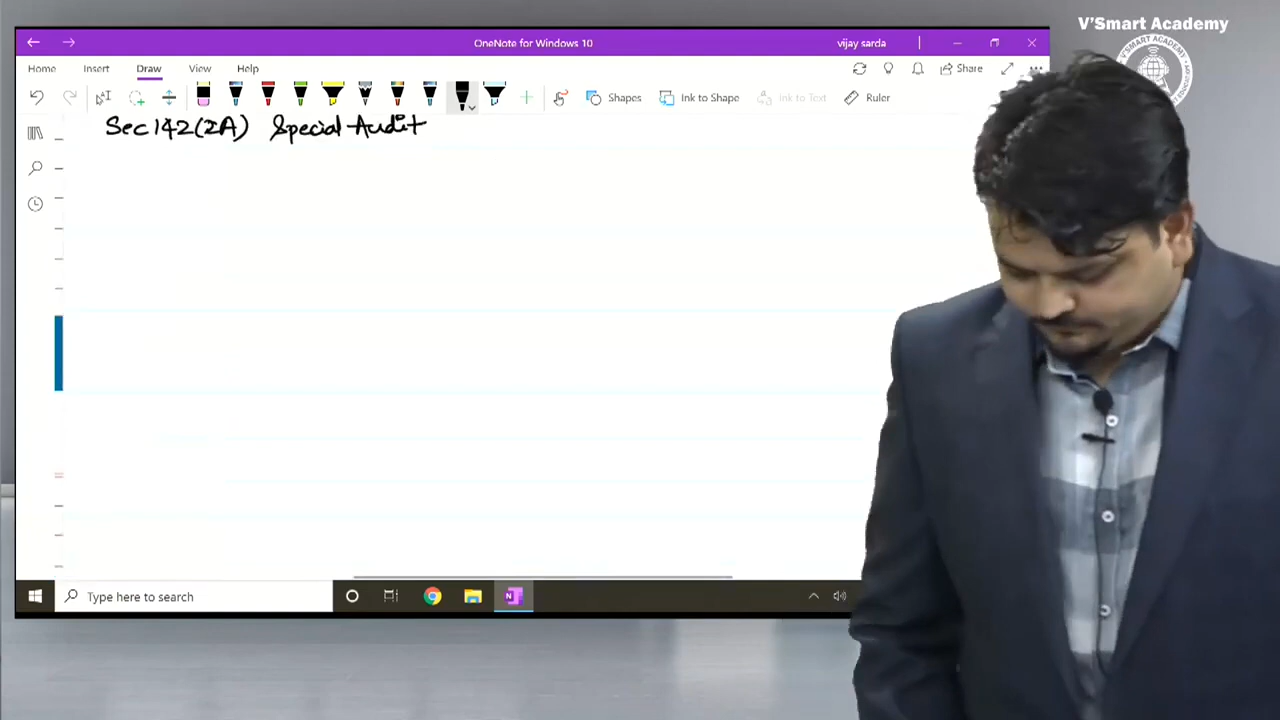 V'Smart Academy
OneNote for Windows 10
vijay sarda
Home Insert Draw View Help
Share
Shapes Ink to Shape Ink to Text Ruler
Sec 142(2A) Special Audit
Type here to search